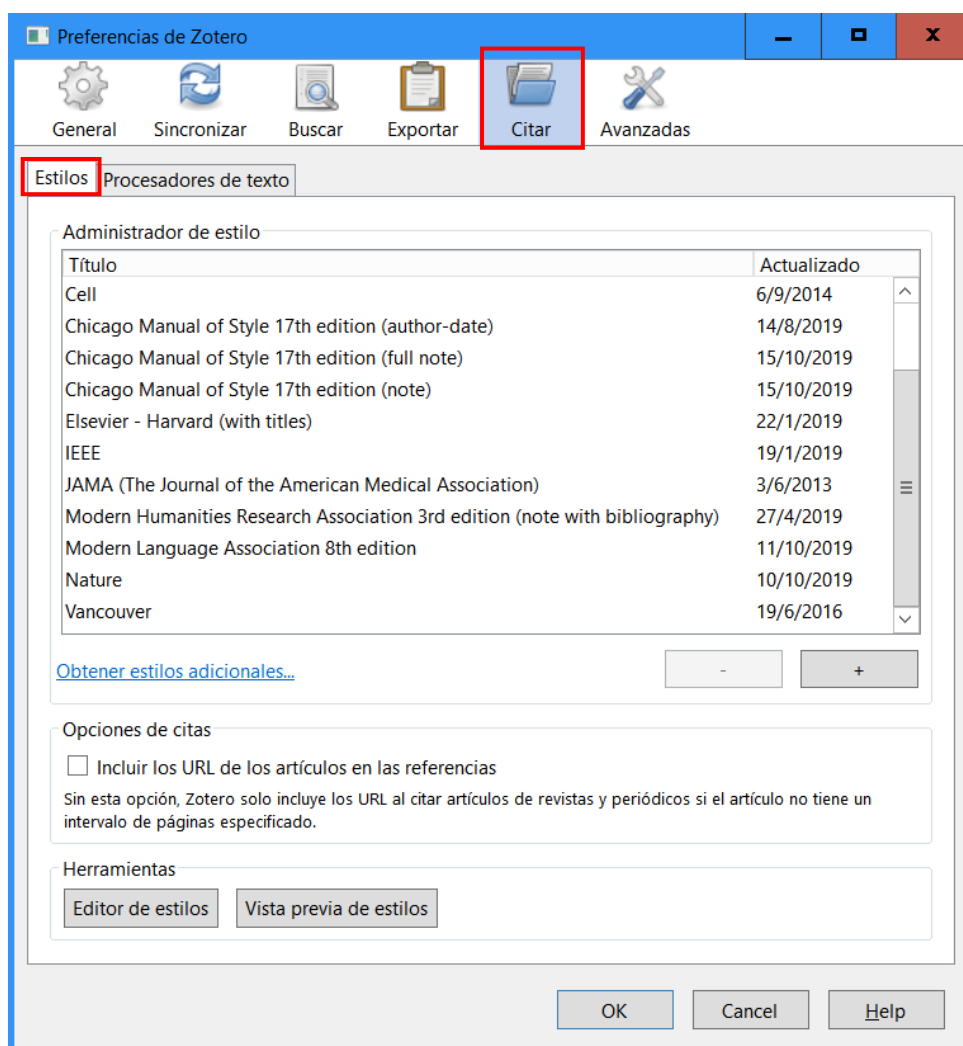 Preferencias de Zotero
General Sincronizar Buscar Exportar Citar Avanzadas
Estilos Procesadores de texto
Administrador de estilo
Título Actualizado
Cell 6/9/2014
Chicago Manual of Style 17th edition (author-date) 14/8/2019
Chicago Manual of Style 17th edition (full note) 15/10/2019
Chicago Manual of Style 17th edition (note) 15/10/2019
Elsevier - Harvard (with titles) 22/1/2019
IEEE 19/1/2019
JAMA (The Journal of the American Medical Association) 3/6/2013
Modern Humanities Research Association 3rd edition (note with bibliography) 27/4/2019
Modern Language Association 8th edition 11/10/2019
Nature 10/10/2019
Vancouver 19/6/2016
Obtener estilos adicionales... - +
Opciones de citas
Incluir los URL de los artículos en las referencias
Sin esta opción, Zotero solo incluye los URL al citar artículos de revistas y periódicos si el artículo no tiene un
intervalo de páginas especificado.
Herramientas
Editor de estilos Vista previa de estilos
OK Cancel Help